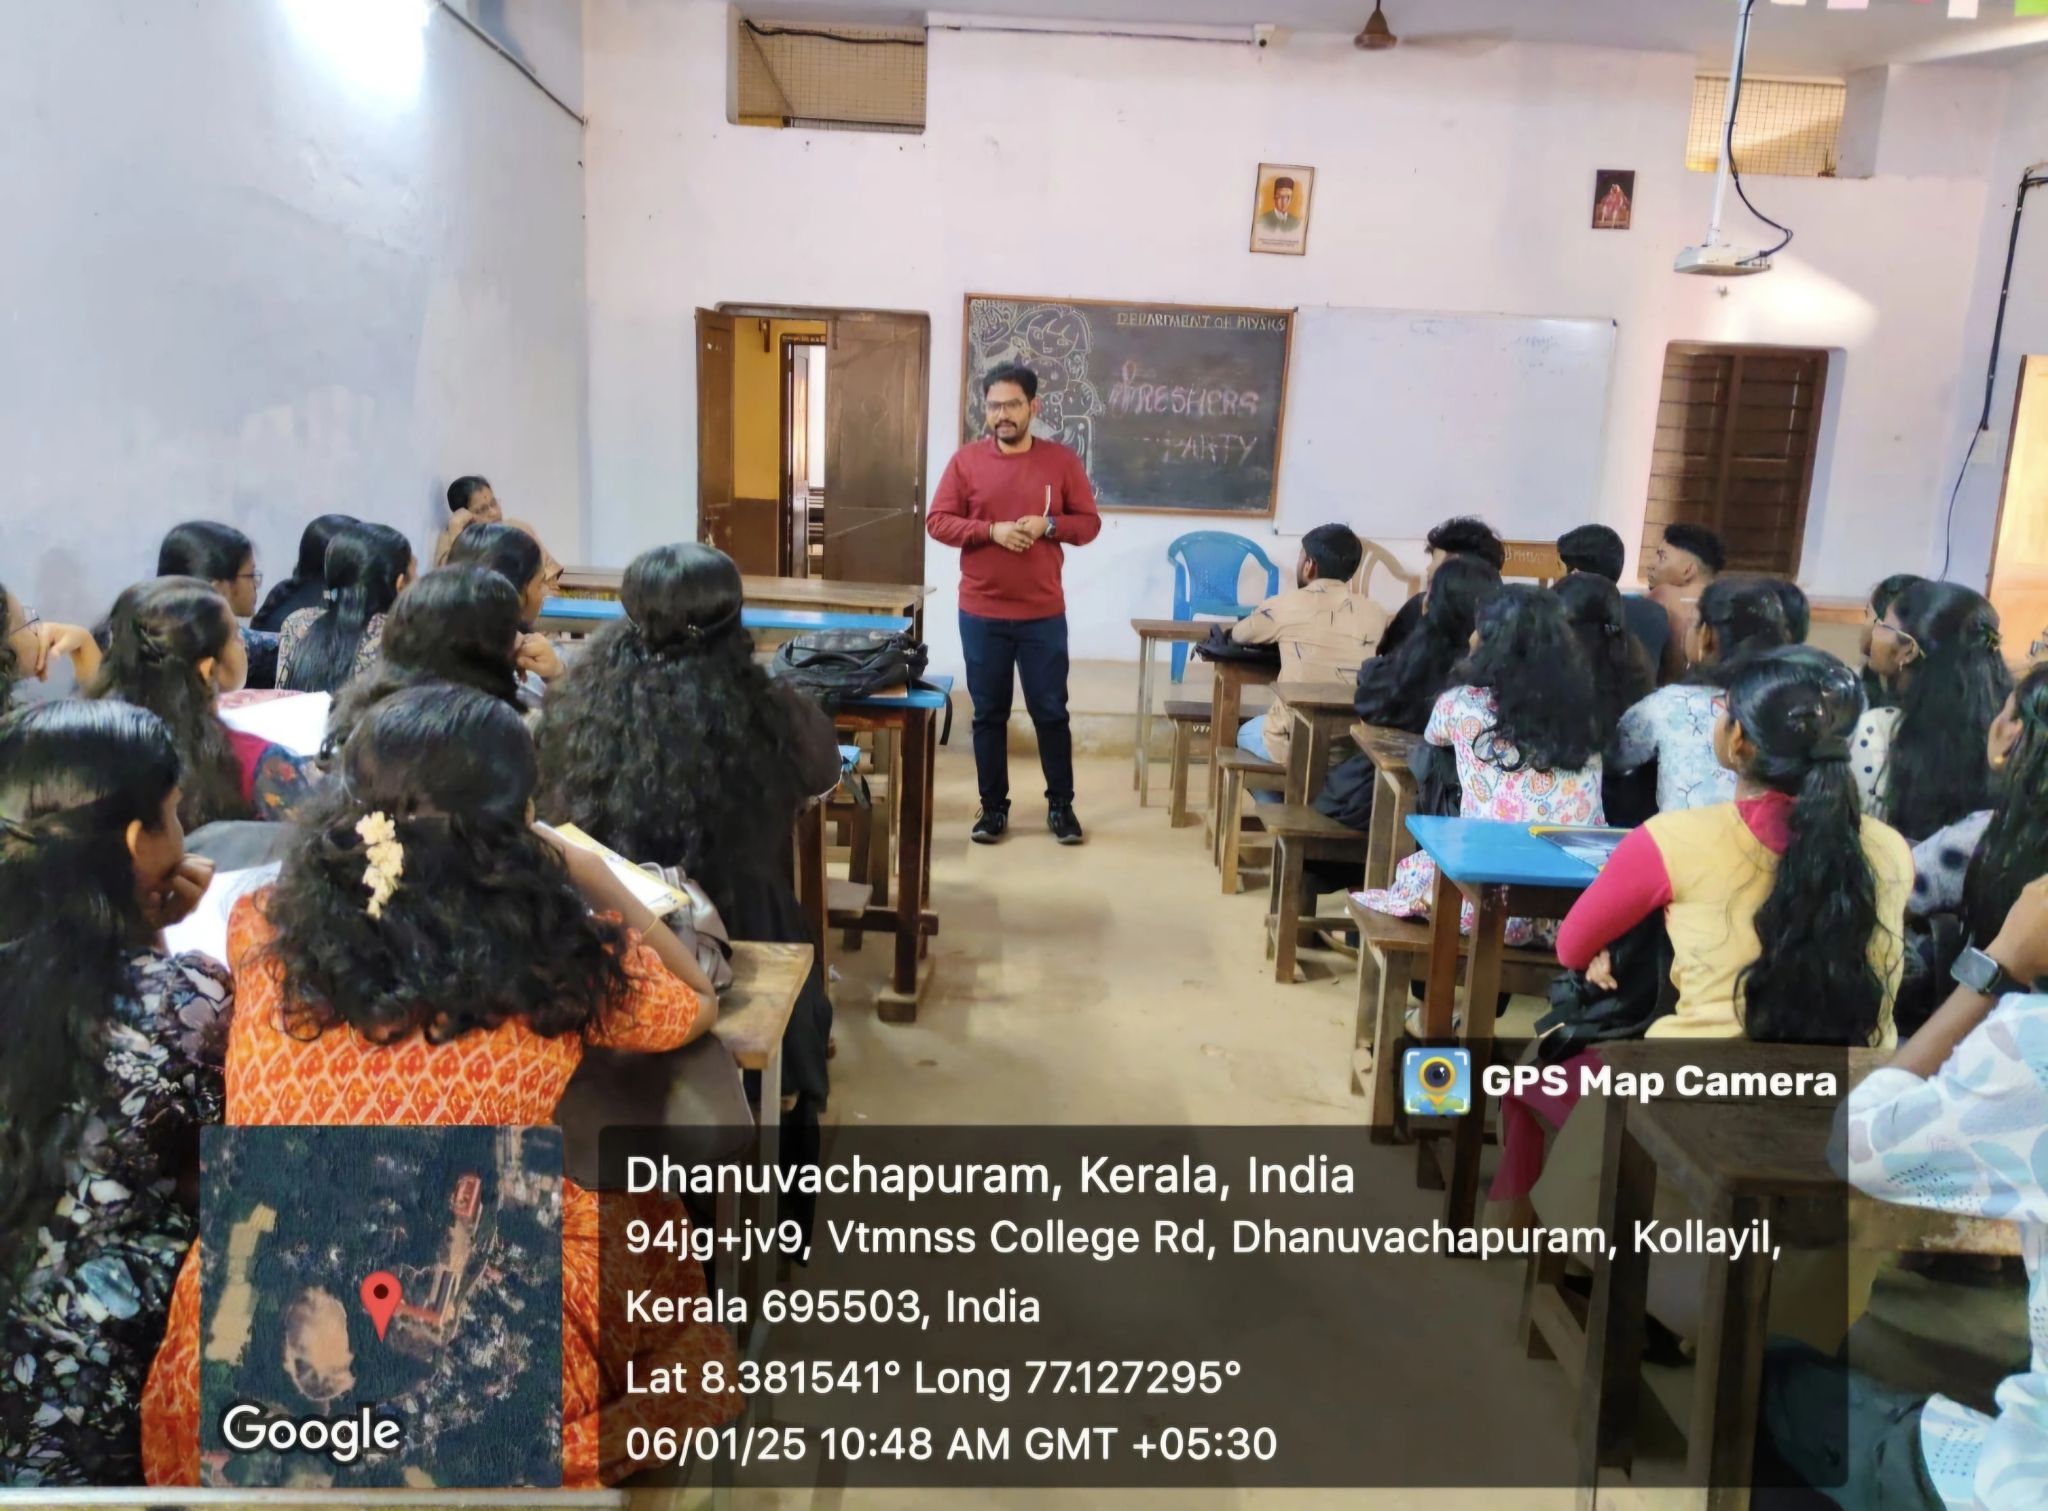 DEPARTMENT OF PHYSICS
FRESHERS
PARTY
GPS Map Camera
Dhanuvachapuram, Kerala, India
94jg+jv9, Vtmnss College Rd, Dhanuvachapuram, Kollayil,
Kerala 695503, India
Lat 8.381541° Long 77.127295°
06/01/25 10:48 AM GMT +05:30
Google